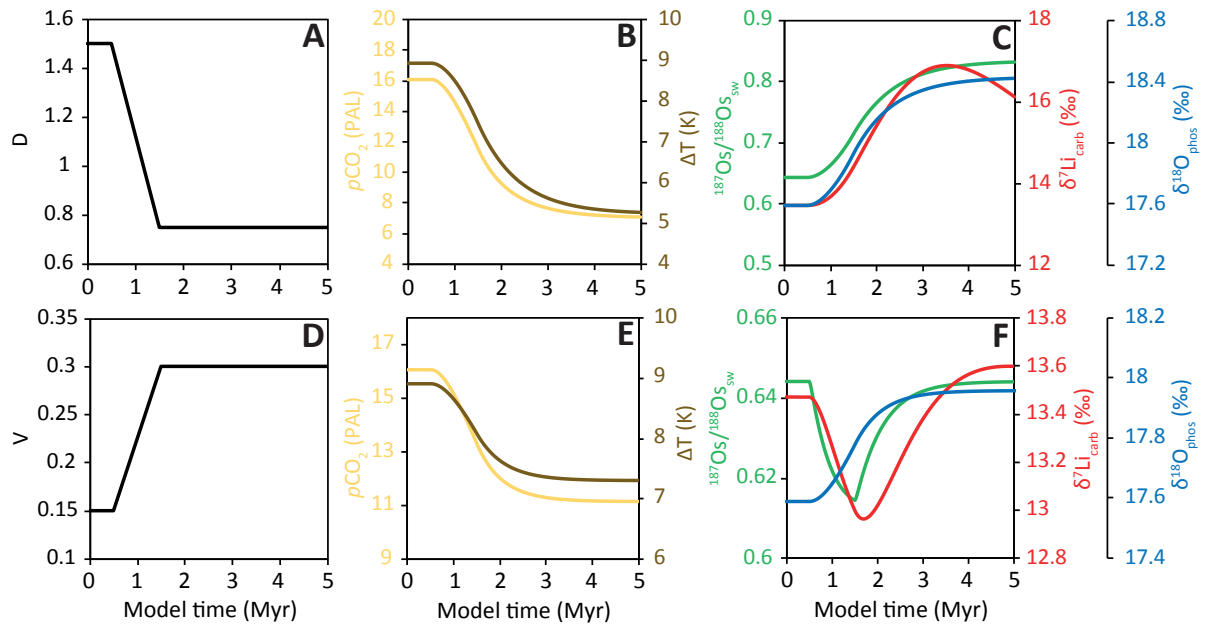 A
D
1.6
1.4
1.2
1
0.8
0.6
0 1 2 3 4 5
B
pCO₂ (PAL)
20
18
16
14
12
10
8
6
4
ΔT (K)
10
9
8
7
6
5
4
0 1 2 3 4 5
C
¹⁸⁷Os/¹⁸⁸Os_sw
0.9
0.8
0.7
0.6
0.5
δ⁷Li_carb (‰)
18
16
14
12
δ¹⁸O_phos (‰)
18.8
18.4
18
17.6
17.2
0 1 2 3 4 5
D
V
0.35
0.3
0.25
0.2
0.15
0.1
0 1 2 3 4 5
Model time (Myr)
E
pCO₂ (PAL)
17
15
13
11
9
ΔT (K)
10
9
8
7
6
0 1 2 3 4 5
Model time (Myr)
F
¹⁸⁷Os/¹⁸⁸Os_sw
0.66
0.64
0.62
0.6
δ⁷Li_carb (‰)
13.8
13.6
13.4
13.2
13
12.8
δ¹⁸O_phos (‰)
18.2
18
17.8
17.6
17.4
0 1 2 3 4 5
Model time (Myr)